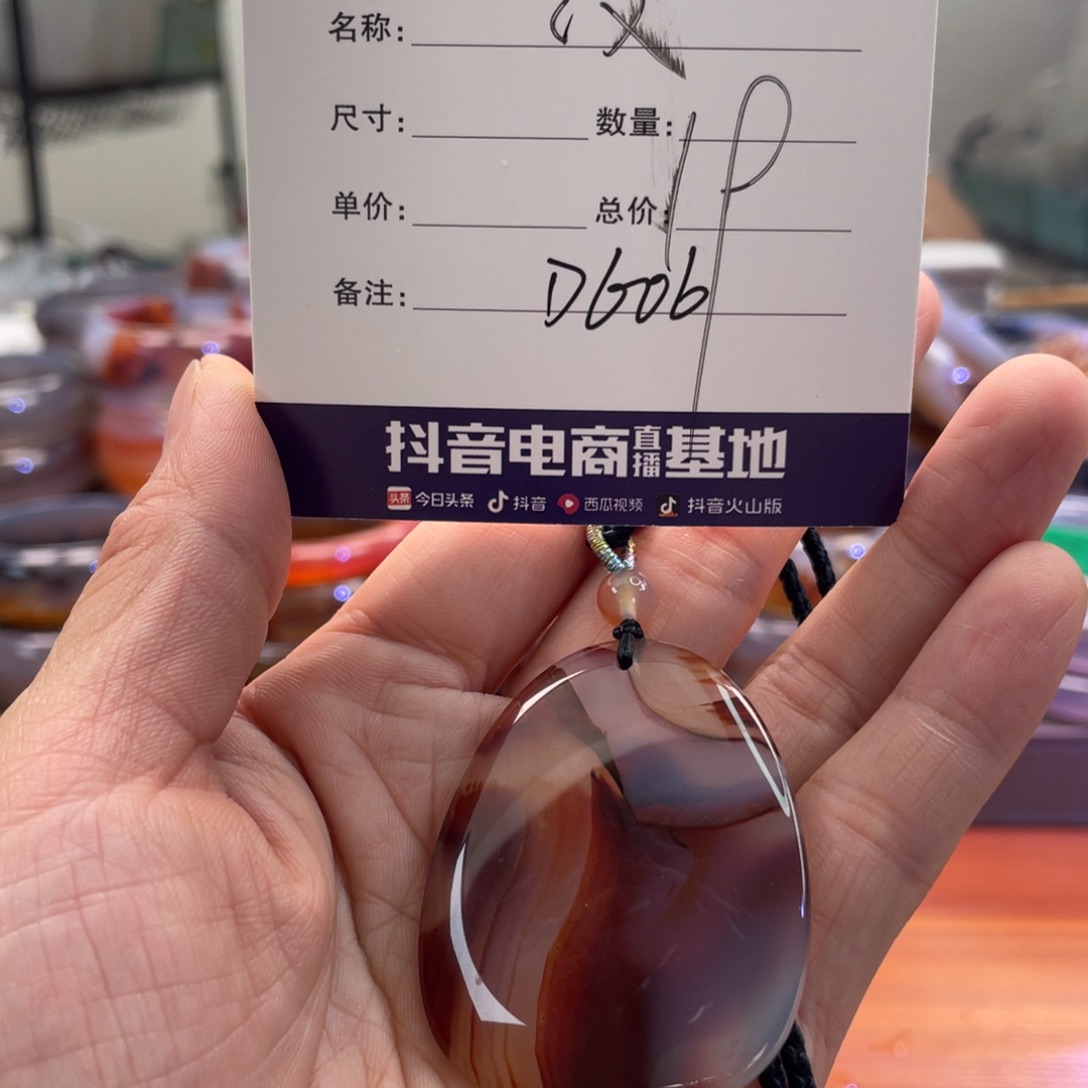 名称:
尺寸: 数量:
单价: 总价:
备注: D606
抖音电商直播基地
头条 今日头条 抖音 西瓜视频 抖音火山版